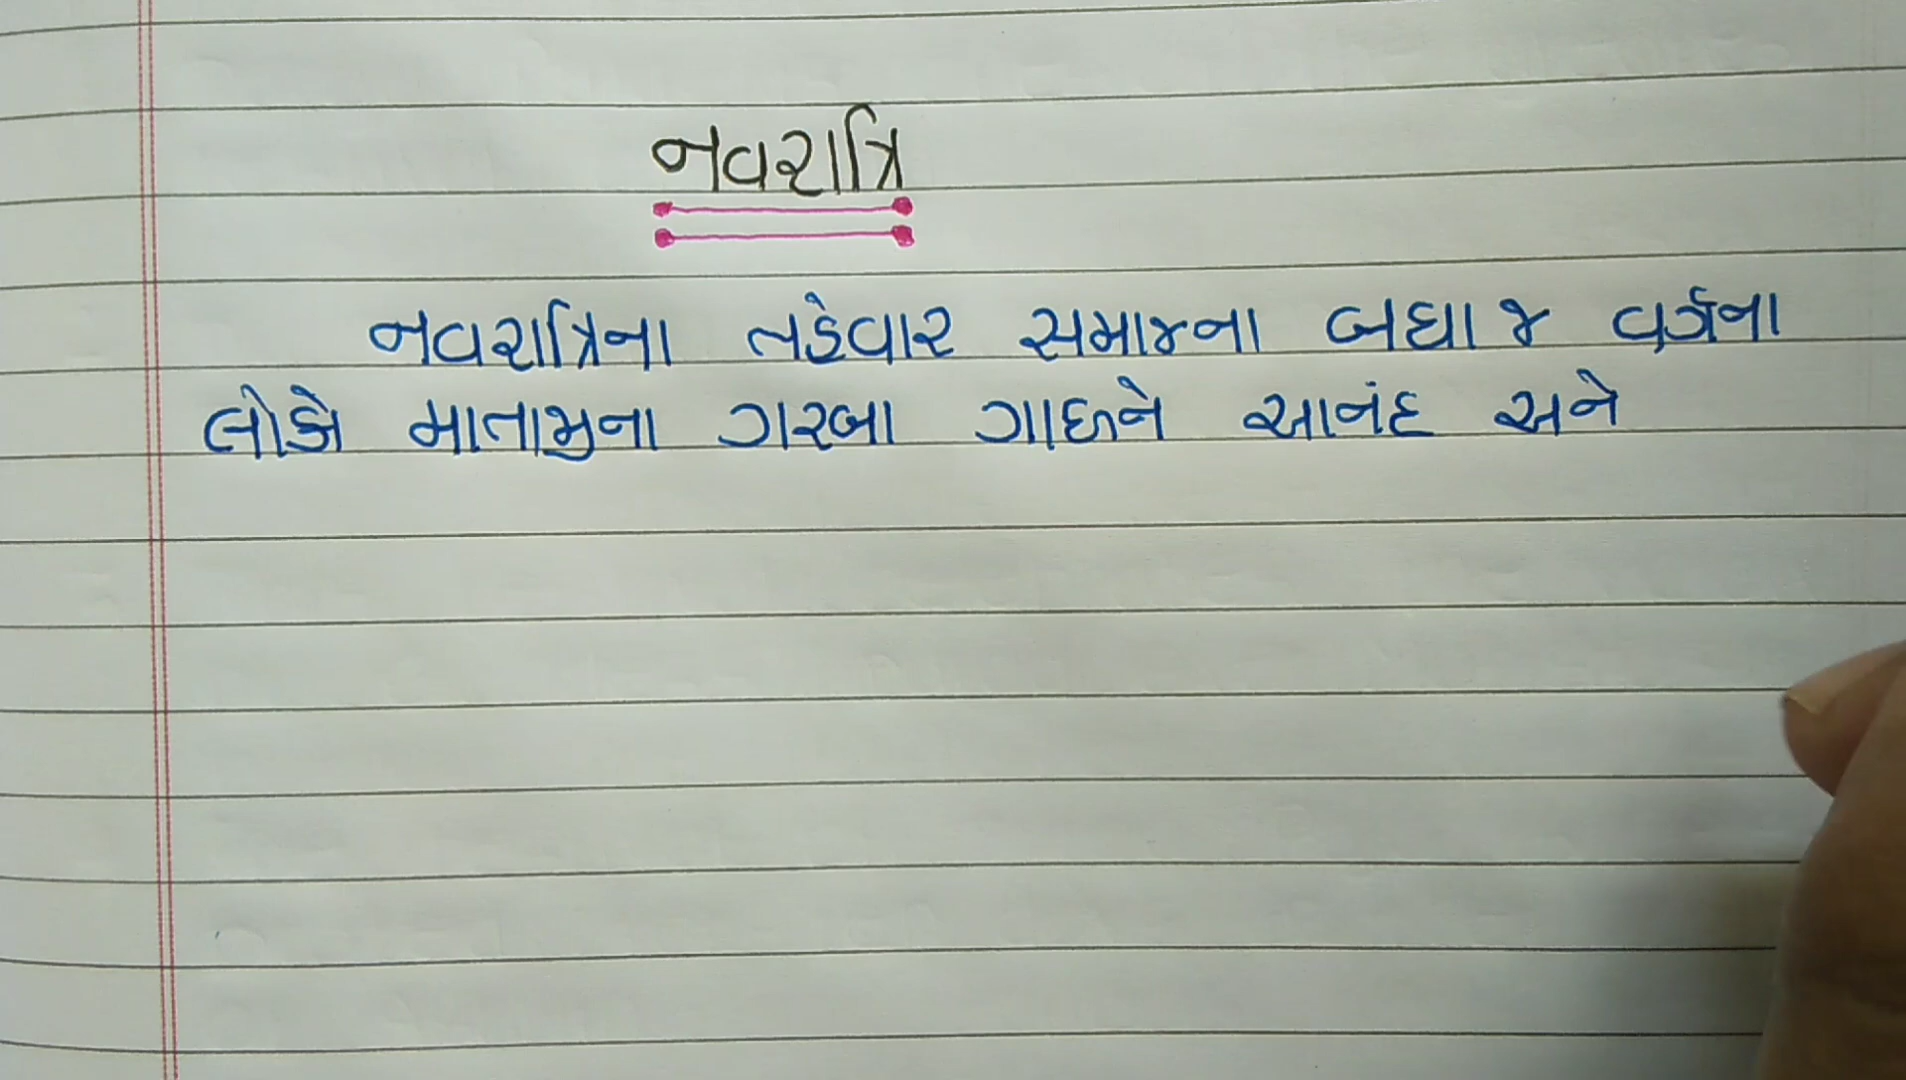 નવરાત્રિ
નવરાત્રિના તહેવાર સમાજના બધા જ વર્ગના
લોકો માતાજીના ગરબા ગાઈને આનંદ અને